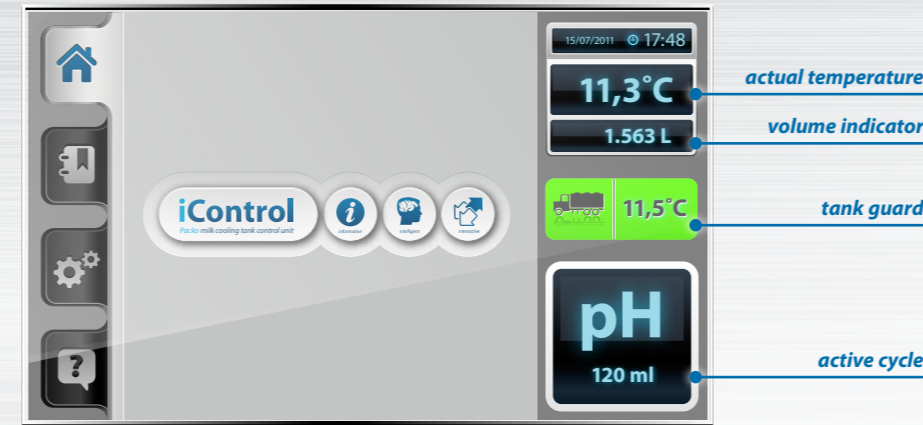 15/07/2011 17:48
11,3°C
actual temperature
1.563 L
volume indicator
iControl
Packo milk cooling tank control unit
informative
intelligent
interactive
11,5°C
tank guard
pH
120 ml
active cycle